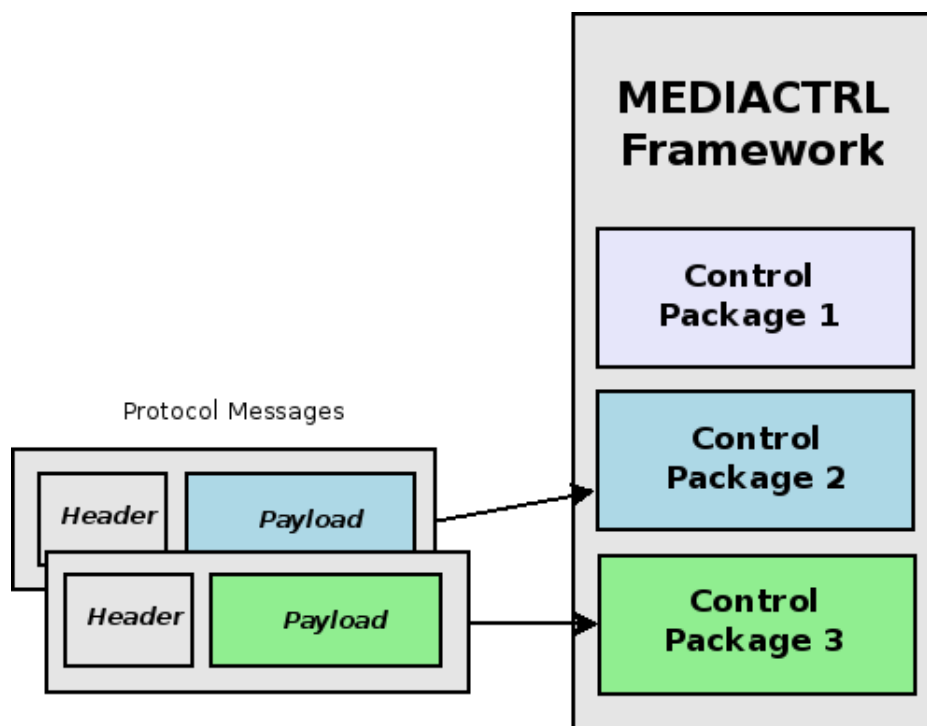 MEDIACTRL
Framework
Control
Package 1
Control
Package 2
Control
Package 3
Protocol Messages
Header
Payload
Header
Payload